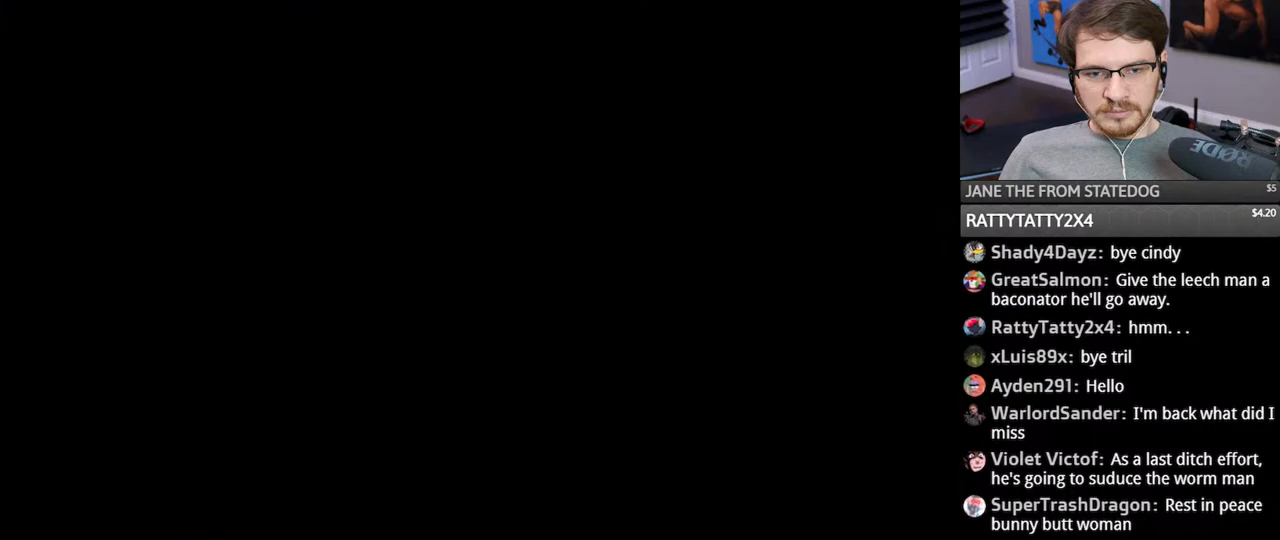 RØDE
JANE THE FROM STATEDOG $5
RATTYTATTY2X4 $4.20
Shady4Dayz: bye cindy
GreatSalmon: Give the leech man a
baconator he'll go away.
RattyTatty2x4: hmm. . .
xLuis89x: bye tril
Ayden291: Hello
WarlordSander: I'm back what did I
miss
Violet Victof: As a last ditch effort,
he's going to suduce the worm man
SuperTrashDragon: Rest in peace
bunny butt woman